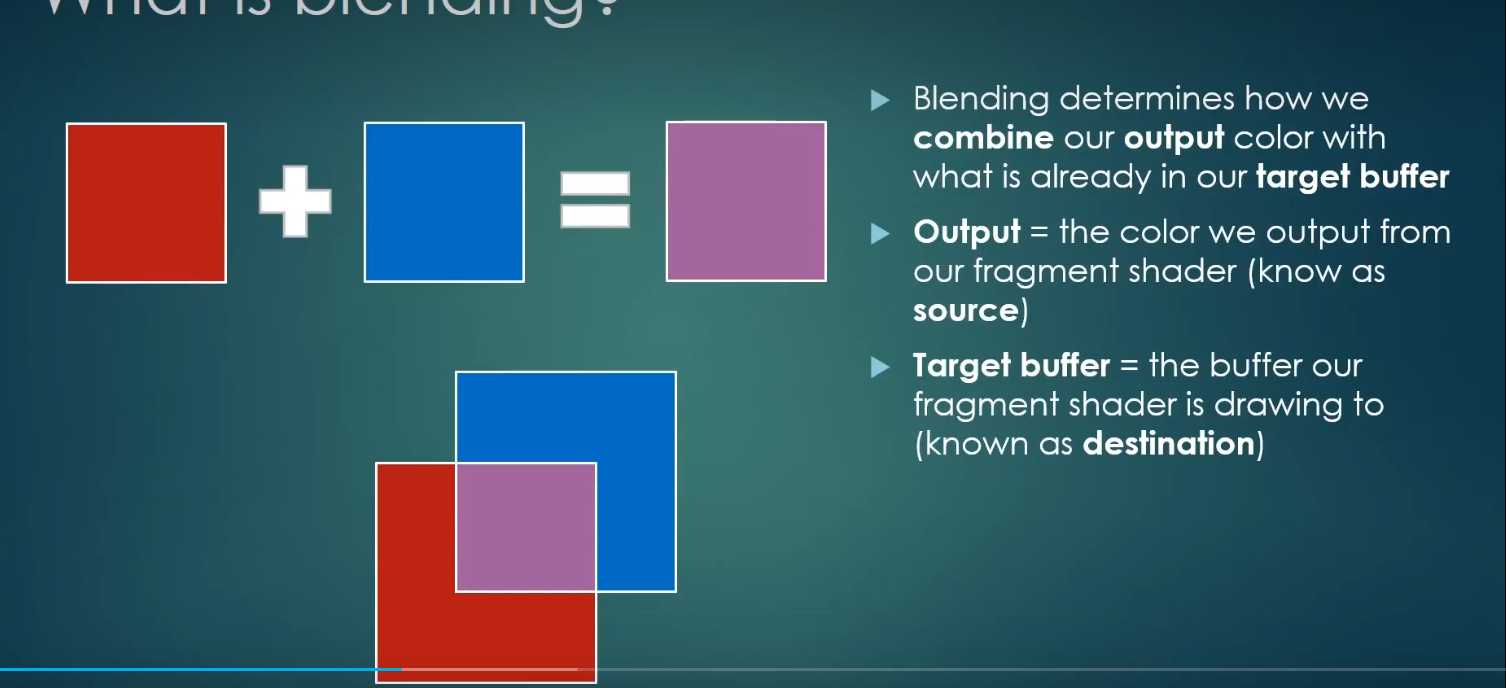 What is blending?
Blending determines how we
combine our output color with
what is already in our target buffer
Output = the color we output from
our fragment shader (know as
source)
Target buffer = the buffer our
fragment shader is drawing to
(known as destination)